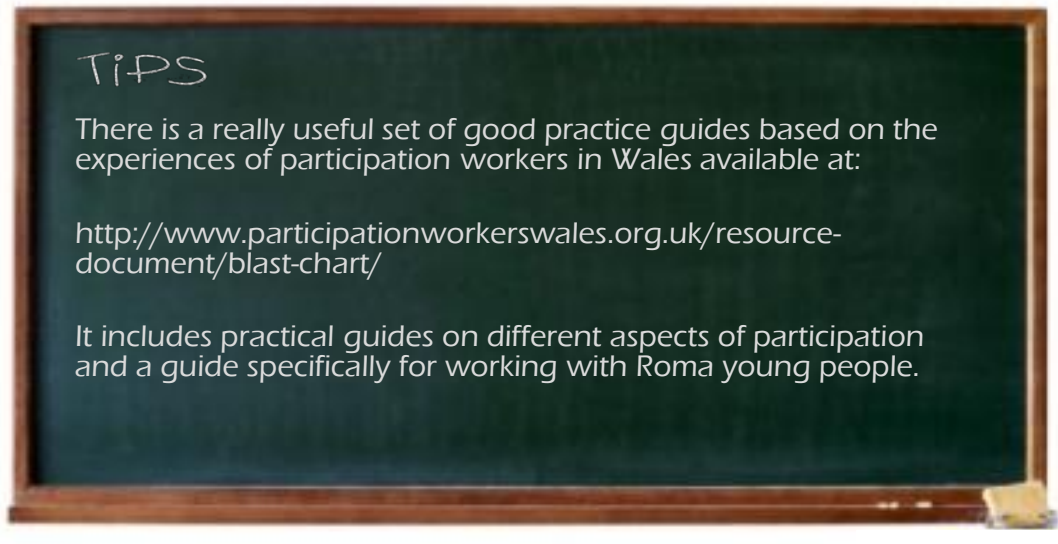 TiPS
There is a really useful set of good practice guides based on the
experiences of participation workers in Wales available at:
http://www.participationworkerswales.org.uk/resource-
document/blast-chart/
It includes practical guides on different aspects of participation
and a guide specifically for working with Roma young people.